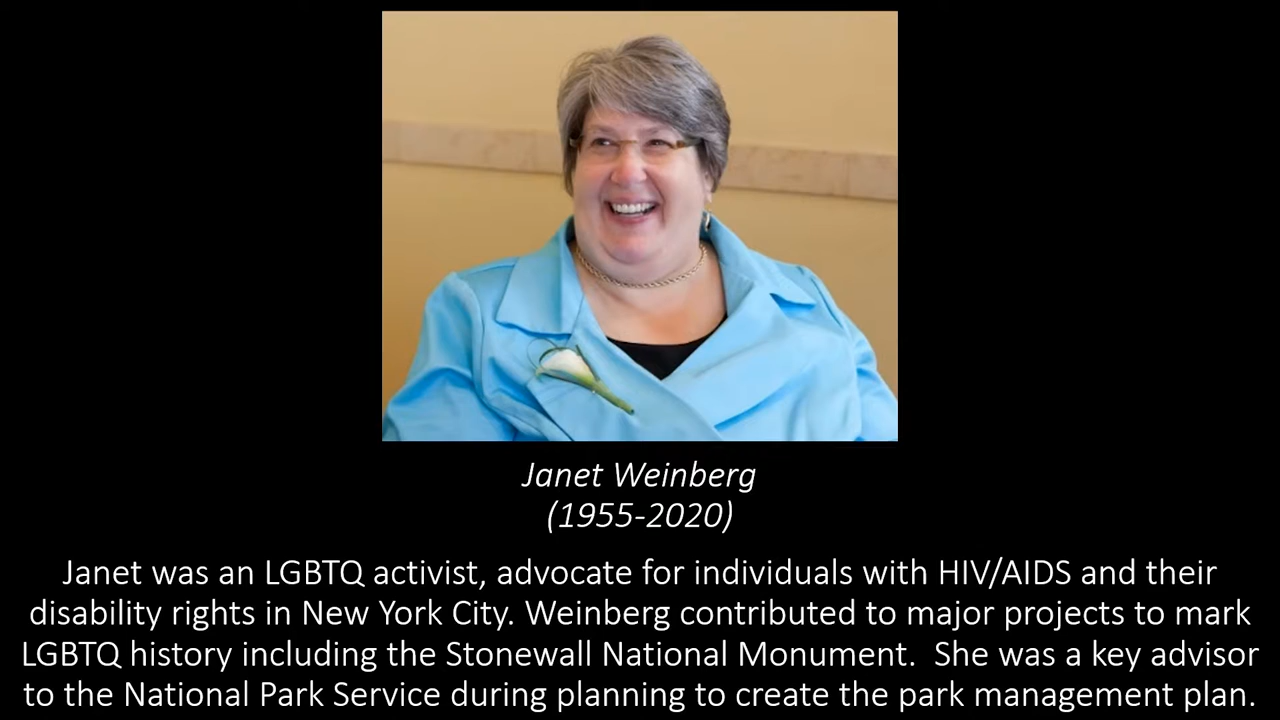 Janet Weinberg
(1955-2020)
Janet was an LGBTQ activist, advocate for individuals with HIV/AIDS and their
disability rights in New York City. Weinberg contributed to major projects to mark
LGBTQ history including the Stonewall National Monument.  She was a key advisor
to the National Park Service during planning to create the park management plan.